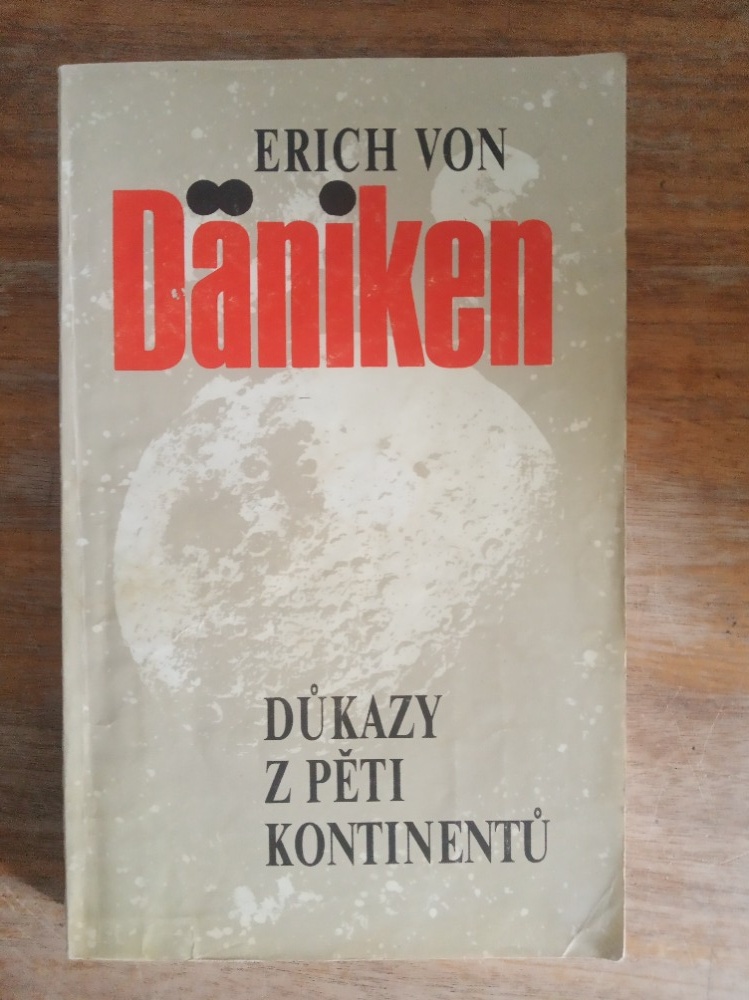 ERICH VON
Däniken
DŮKAZY
Z PĚTI
KONTINENTŮ